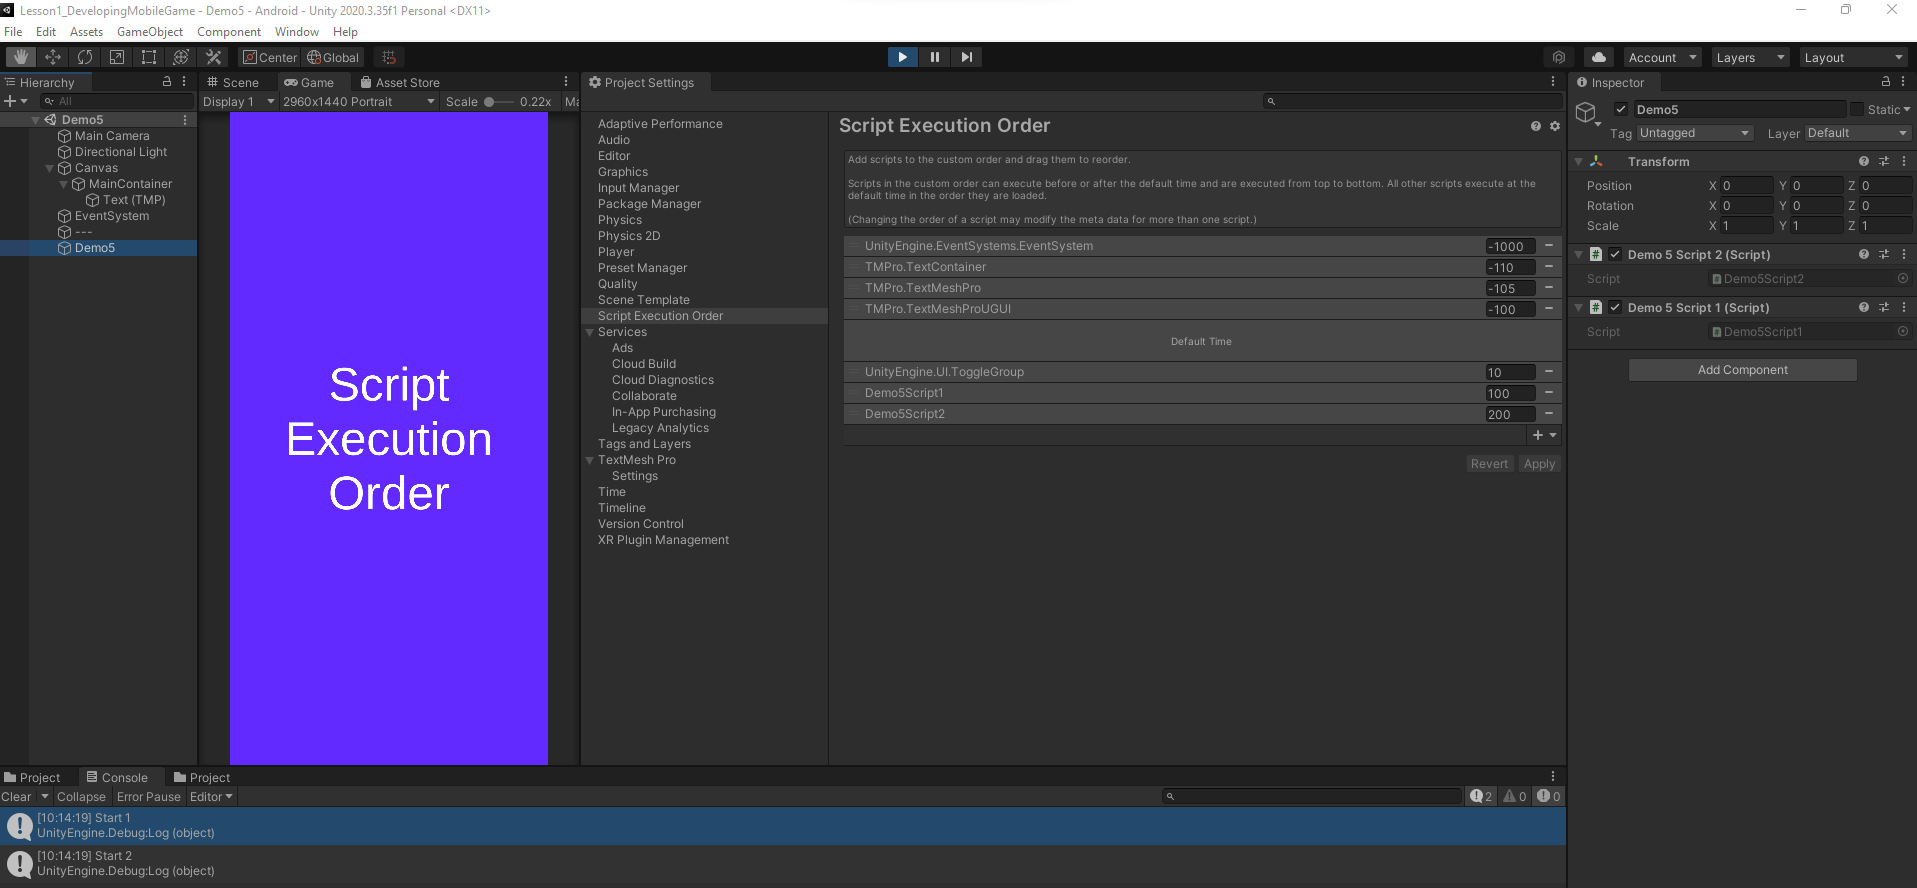 Lesson1_DevelopingMobileGame - Demo5 - Android - Unity 2020.3.35f1 Personal <DX11>
File Edit Assets GameObject Component Window Help
Center Global Account Layers Layout
Hierarchy
All
Demo5
Main Camera
Directional Light
Canvas
MainContainer
Text (TMP)
EventSystem
---
Demo5
Scene Game Asset Store
Display 1 2960x1440 Portrait Scale 0.22x Ma
Script
Execution
Order
Project Settings
Adaptive Performance
Audio
Editor
Graphics
Input Manager
Package Manager
Physics
Physics 2D
Player
Preset Manager
Quality
Scene Template
Script Execution Order
Services
Ads
Cloud Build
Cloud Diagnostics
Collaborate
In-App Purchasing
Legacy Analytics
Tags and Layers
TextMesh Pro
Settings
Time
Timeline
Version Control
XR Plugin Management
Script Execution Order
Add scripts to the custom order and drag them to reorder.
Scripts in the custom order can execute before or after the default time and are executed from top to bottom. All other scripts execute at the
default time in the order they are loaded.
(Changing the order of a script may modify the meta data for more than one script.)
UnityEngine.EventSystems.EventSystem -1000
TMPro.TextContainer -110
TMPro.TextMeshPro -105
TMPro.TextMeshProUGUI -100
Default Time
UnityEngine.UI.ToggleGroup 10
Demo5Script1 100
Demo5Script2 200
Revert Apply
Inspector
Demo5 Static
Tag Untagged Layer Default
Transform
Position X 0 Y 0 Z 0
Rotation X 0 Y 0 Z 0
Scale X 1 Y 1 Z 1
Demo 5 Script 2 (Script)
Script Demo5Script2
Demo 5 Script 1 (Script)
Script Demo5Script1
Add Component
Project Console Project
Clear Collapse Error Pause Editor 2 0 0
[10:14:19] Start 1
UnityEngine.Debug:Log (object)
[10:14:19] Start 2
UnityEngine.Debug:Log (object)